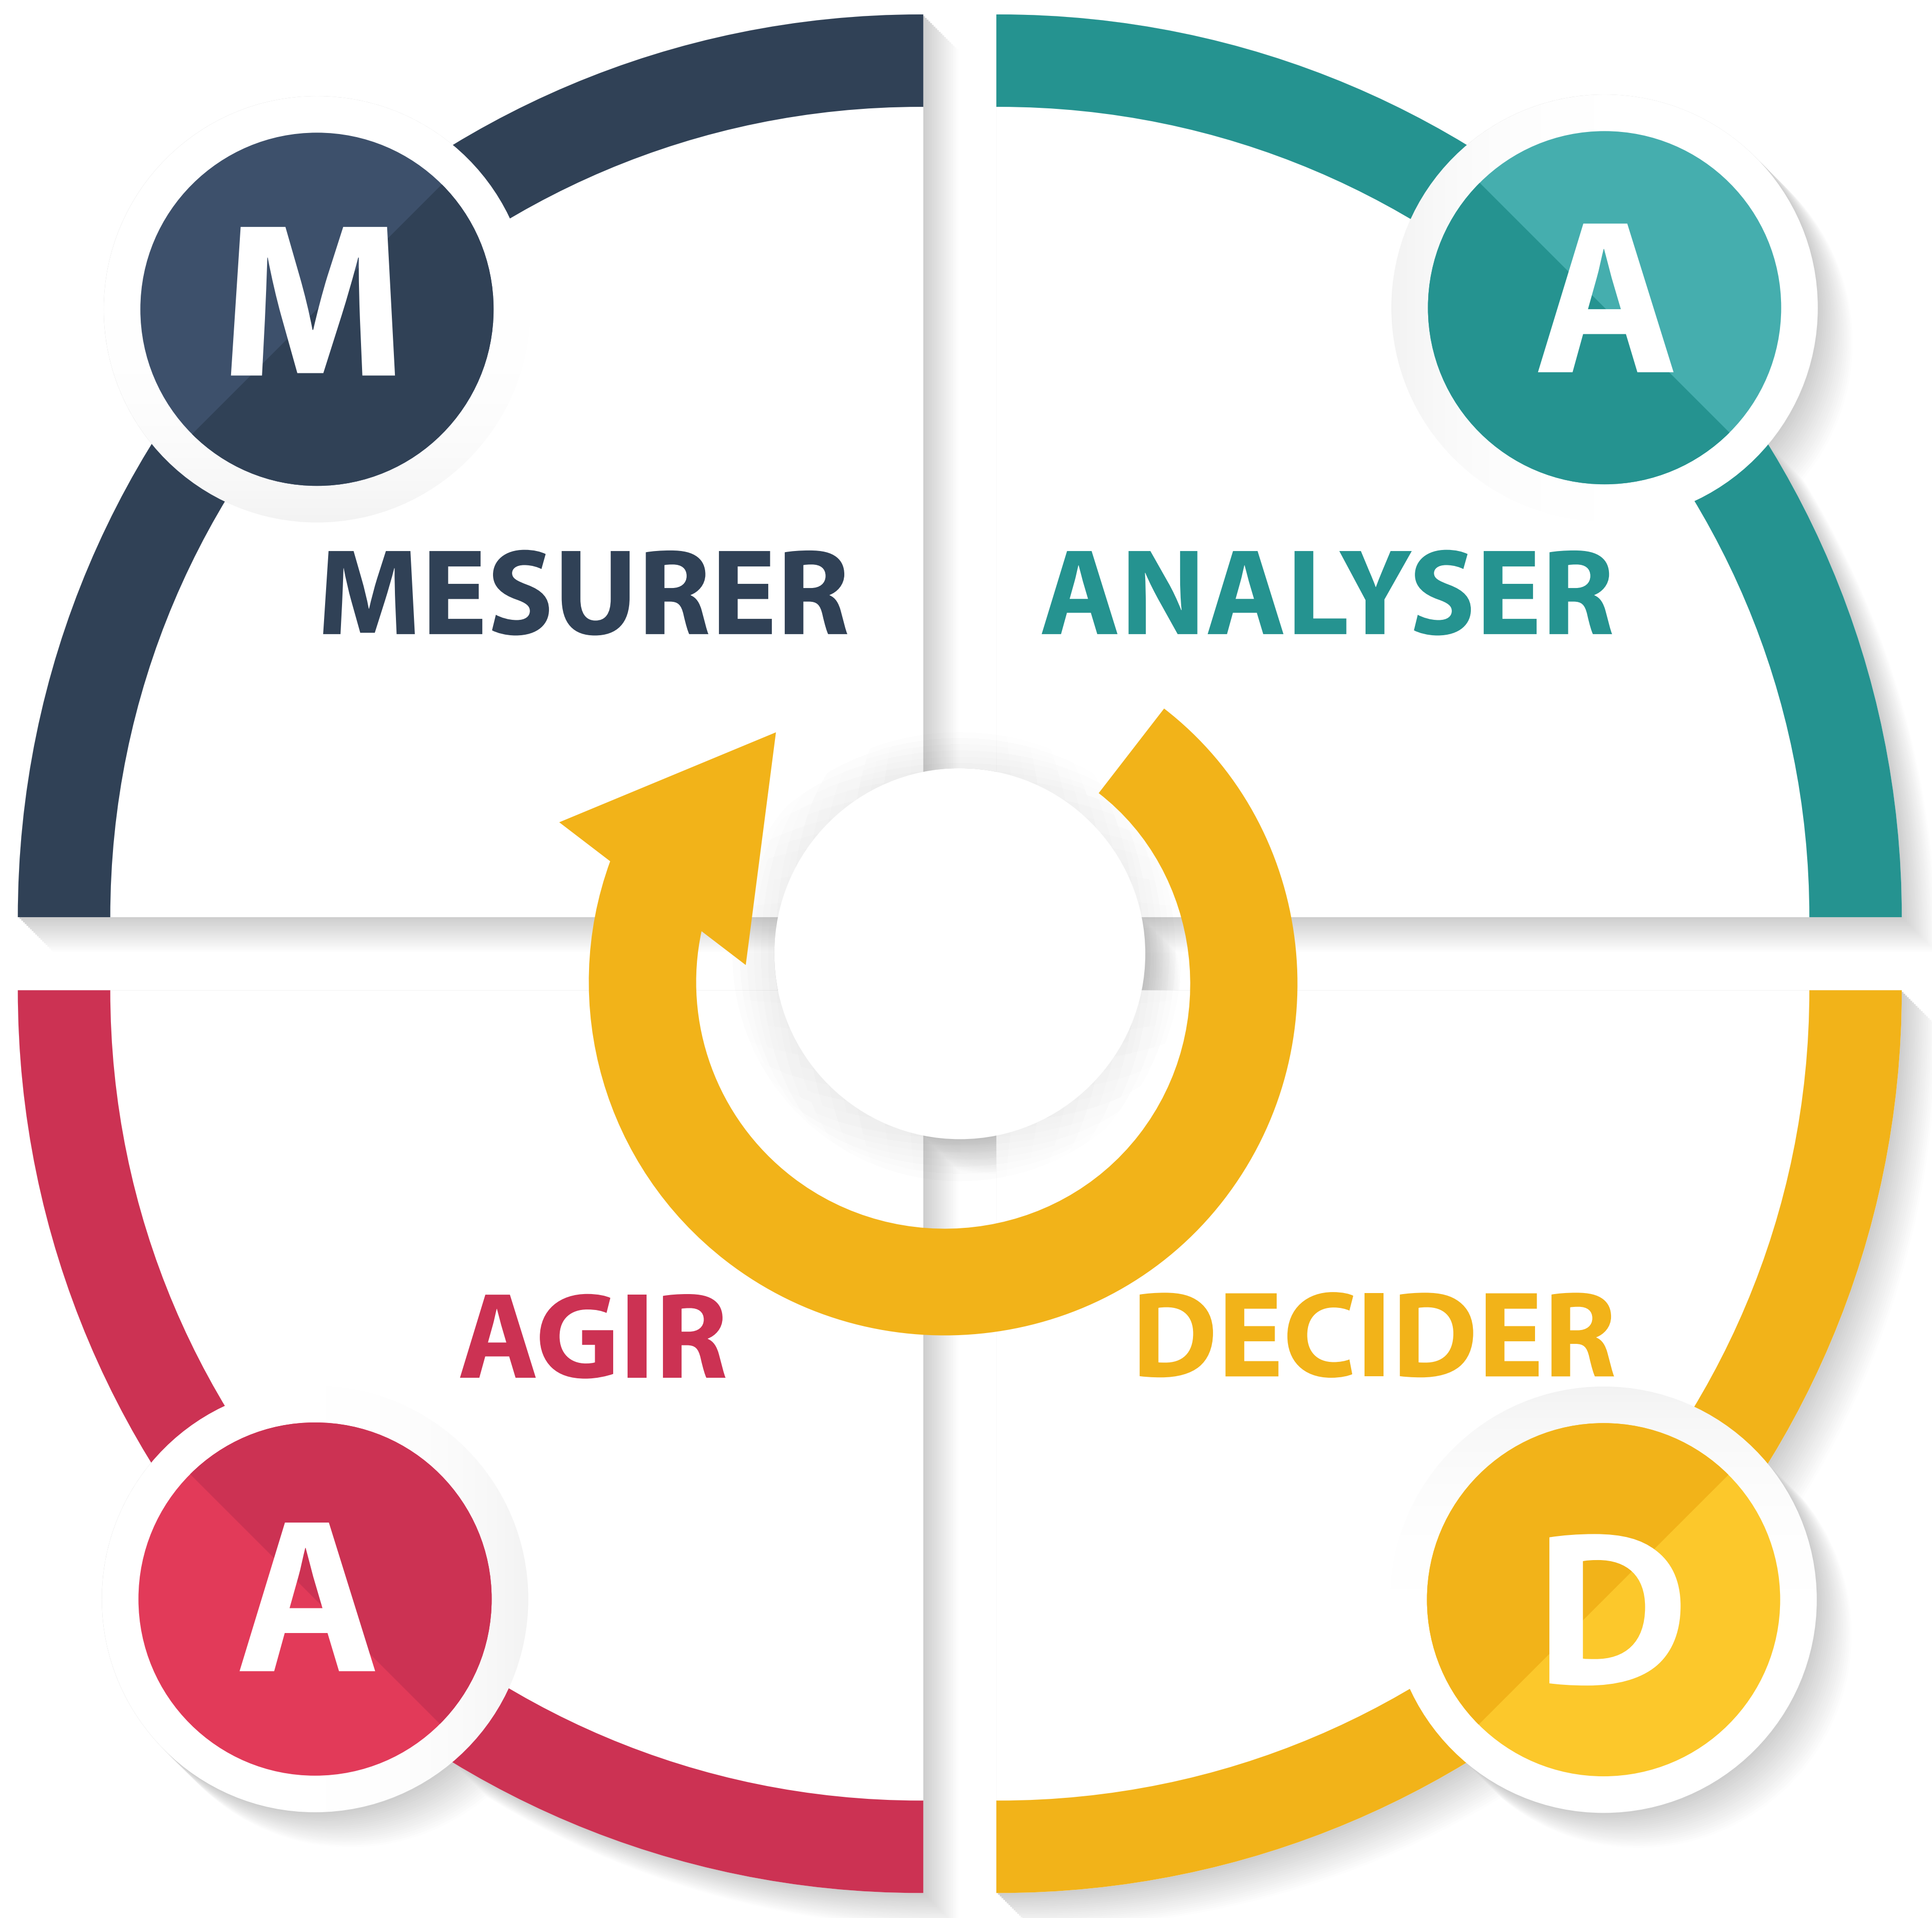 M
A
MESURER
ANALYSER
AGIR
DECIDER
A
D